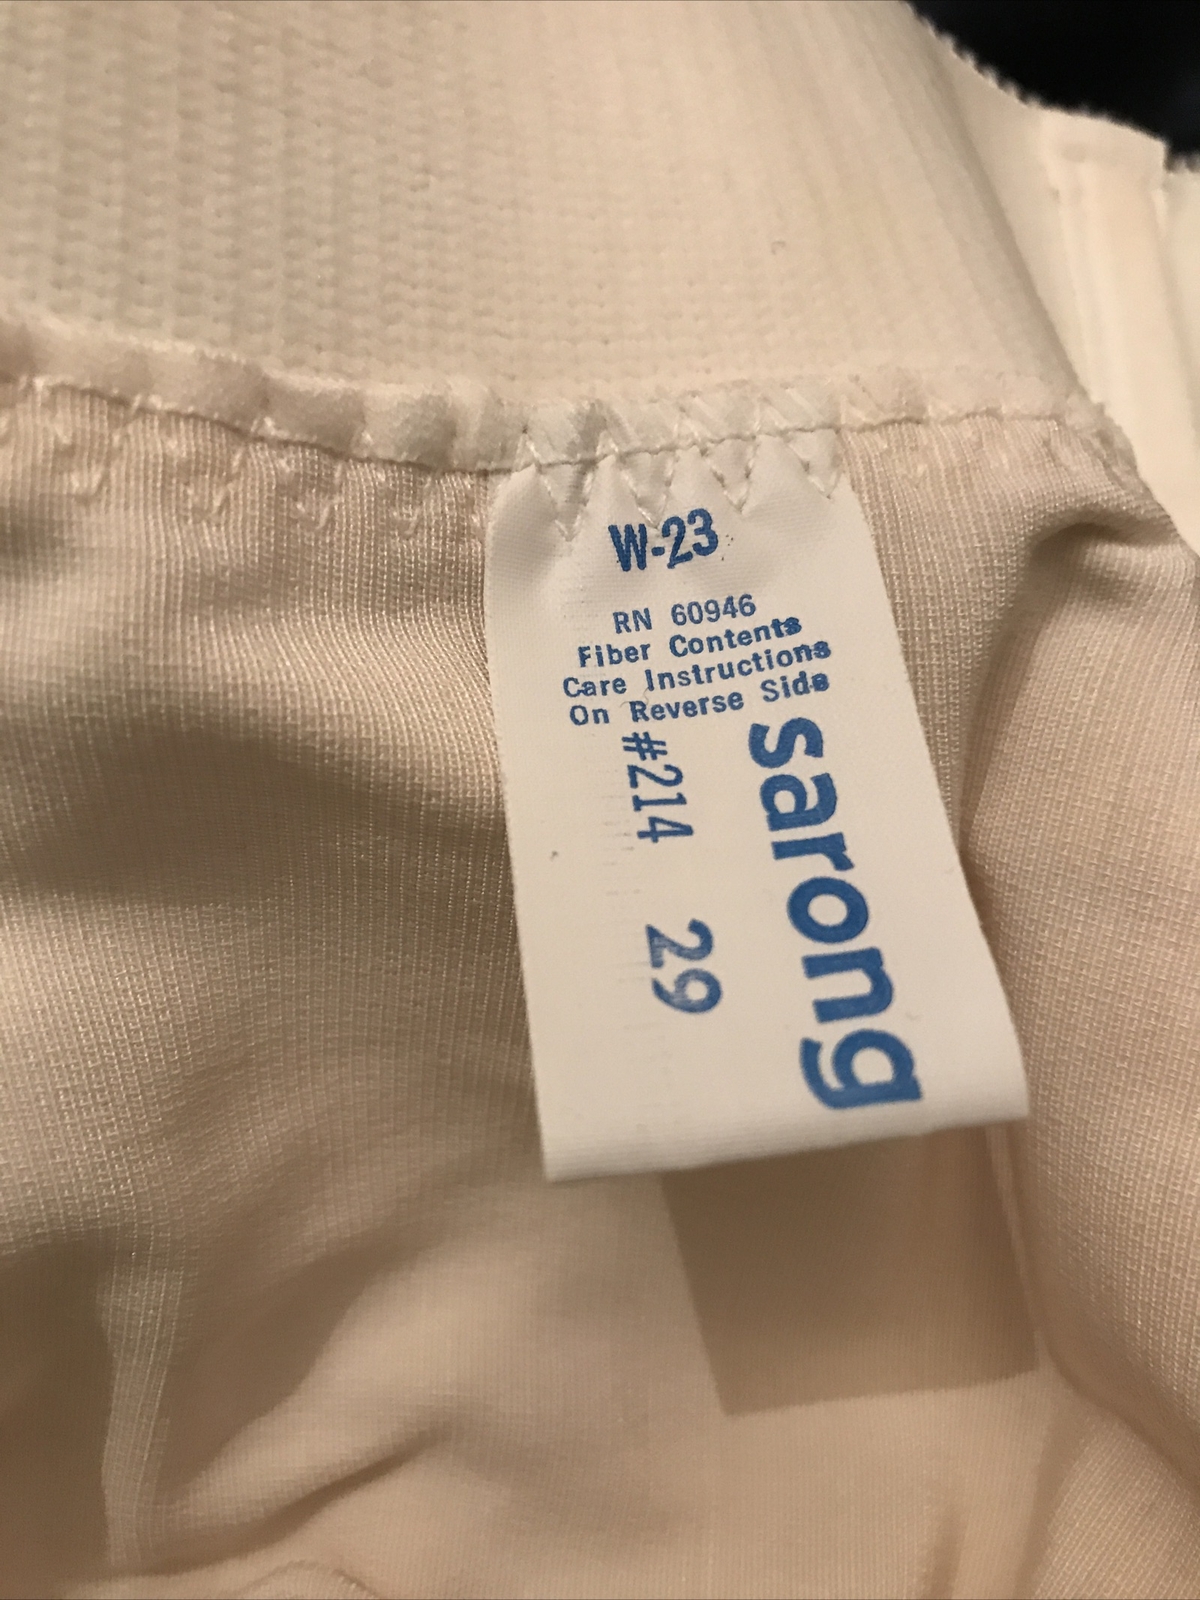 W-23
RN 60946
Fiber Contents
Care Instructions
On Reverse Side
sarong
#214 29